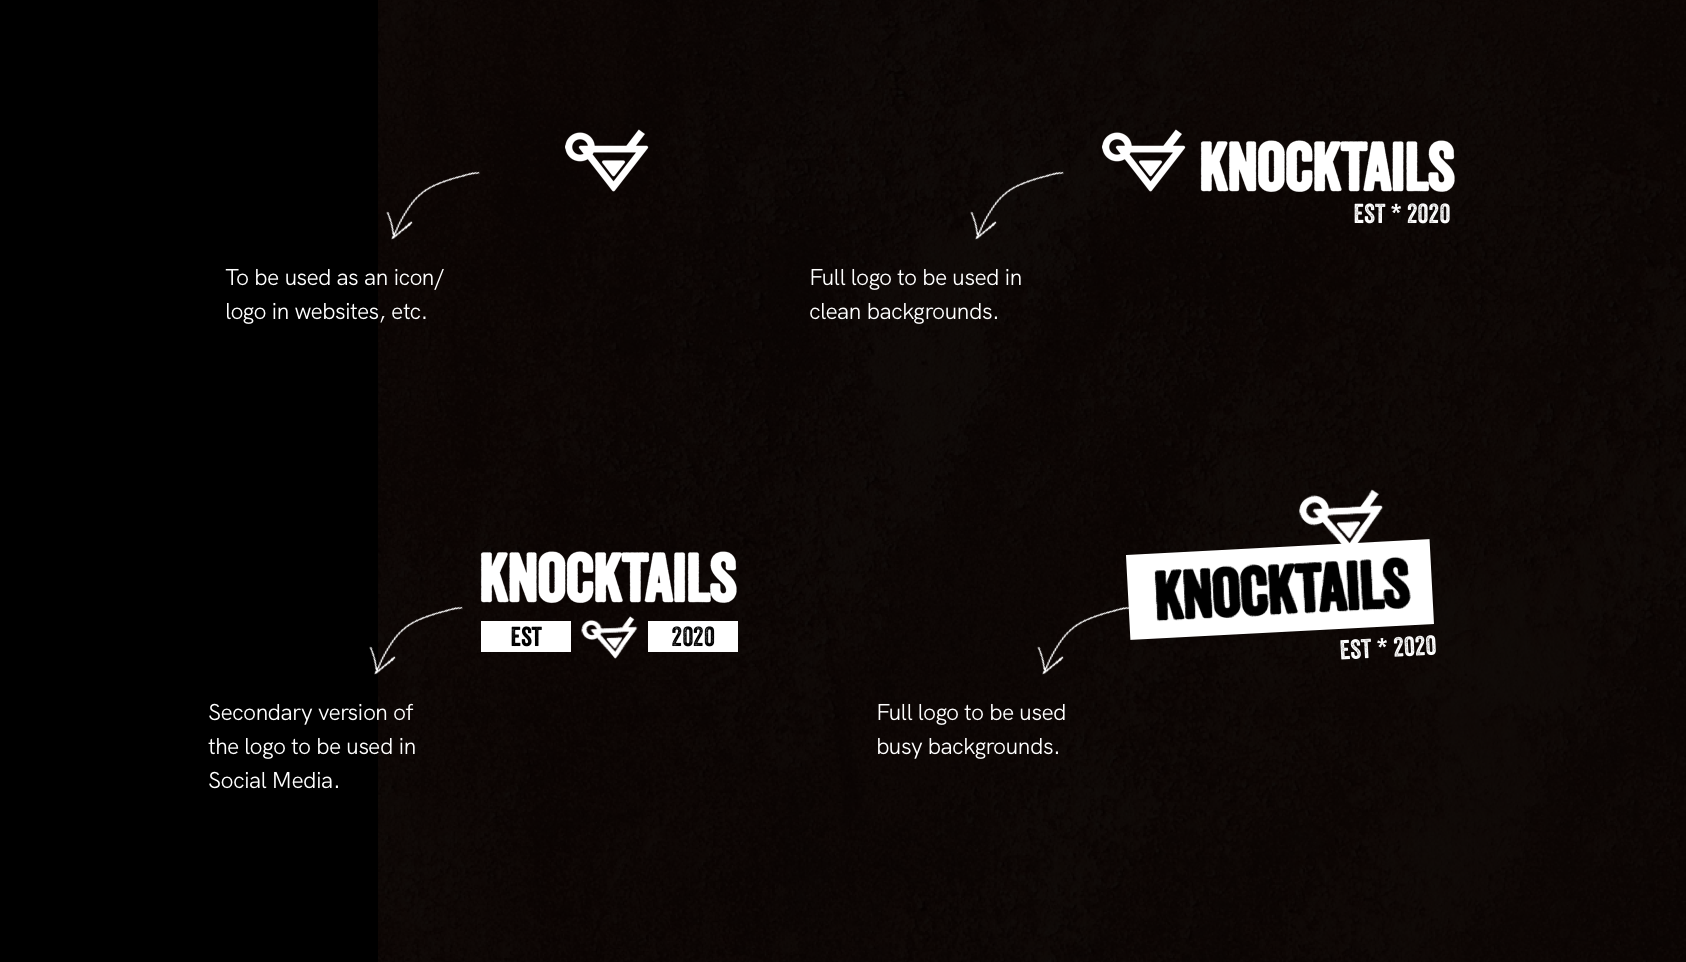 KNOCKTAILS
EST * 2020
To be used as an icon/
logo in websites, etc.
Full logo to be used in
clean backgrounds.
KNOCKTAILS
EST 2020
Secondary version of
the logo to be used in
Social Media.
KNOCKTAILS
EST * 2020
Full logo to be used
busy backgrounds.